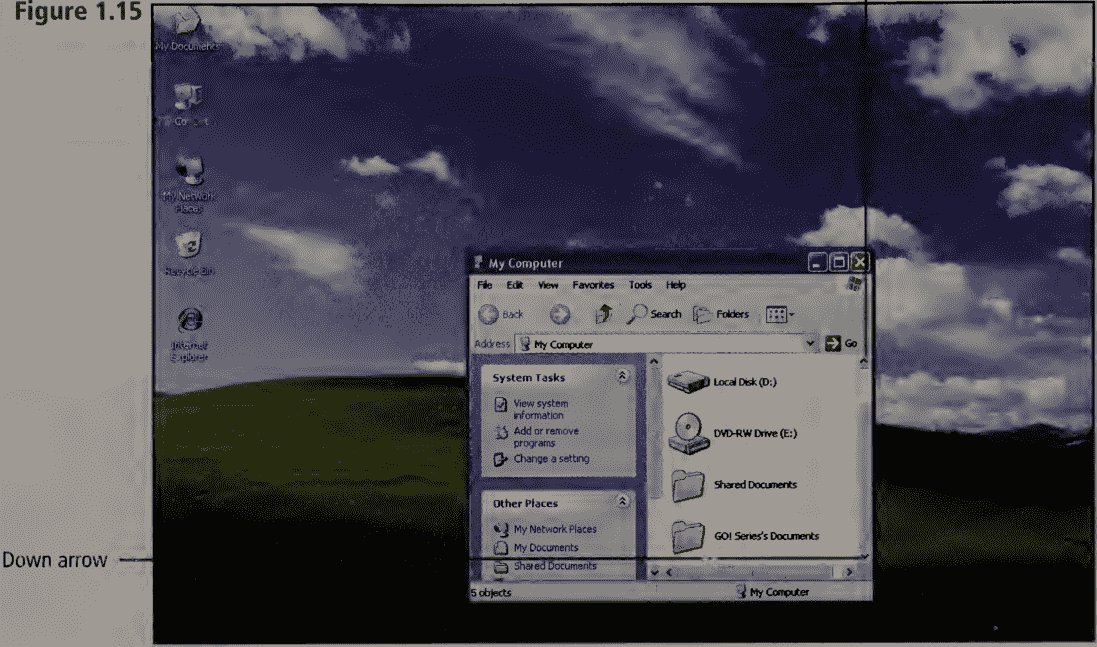 Figure 1.15
My Documents
My Network
Places
Recycle Bin
Internet
Explorer
My Computer
File Edit View Favorites Tools Help
Back Search Folders
Address My Computer Go
System Tasks
View system
information
Add or remove
programs
Change a setting
Other Places
My Network Places
My Documents
Shared Documents
Local Disk (D:)
DVD-RW Drive (E:)
Shared Documents
GO! Series's Documents
5 objects My Computer
Down arrow